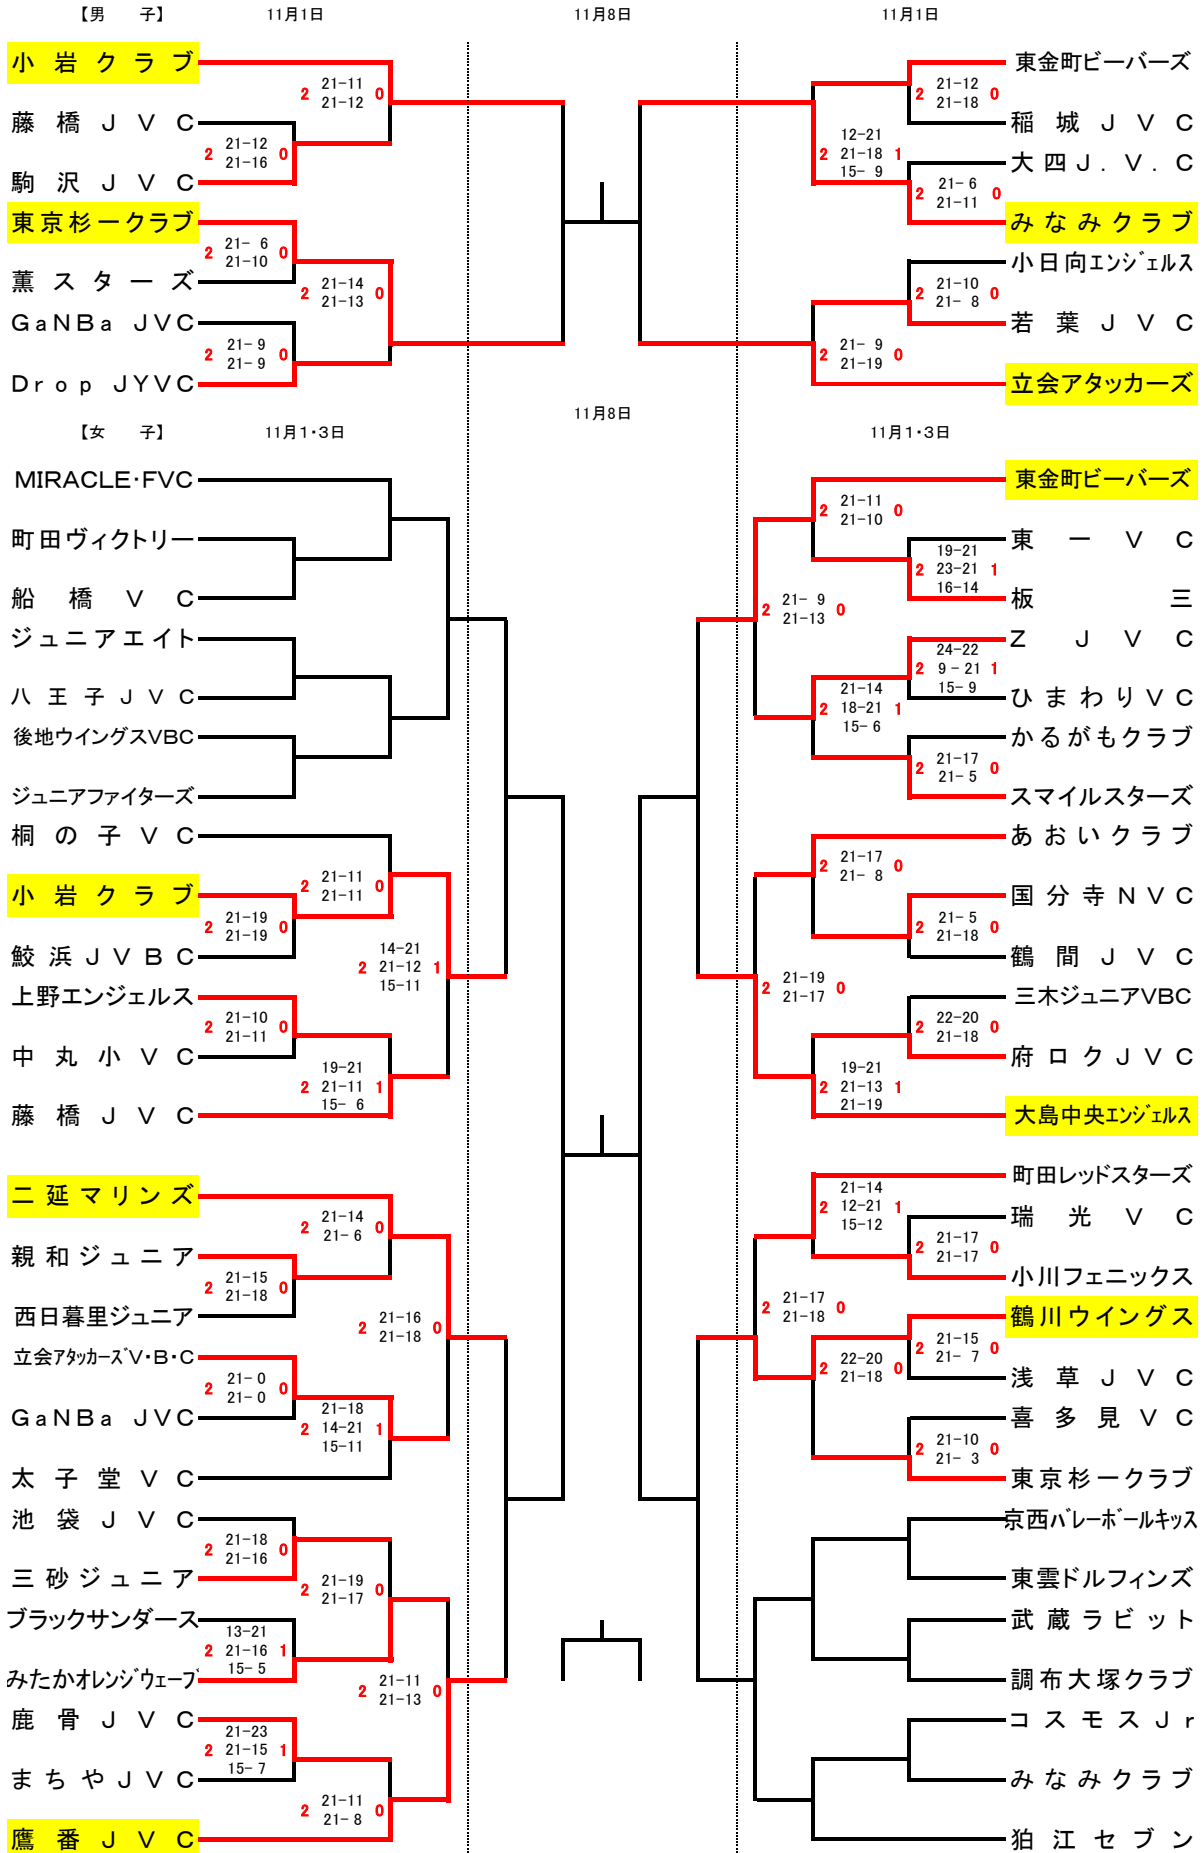 【男　子】 11月1日 11月8日 11月1日
小岩クラブ
2 21-11 0
21-12
藤橋ＪＶＣ
2 21-12 0
21-16
駒沢ＪＶＣ
東京杉一クラブ
2 21- 6 0
21-10
薫スターズ
2 21-14 0
21-13
GaNBa JVC
2 21- 9 0
21- 9
Drop JYVC
東金町ビーバーズ
2 21-12 0
21-18
稲城ＪＶＣ
12-21
2 21-18 1
15- 9
大四Ｊ．Ｖ．Ｃ
2 21- 6 0
21-11
みなみクラブ
小日向エンジェルス
2 21-10 0
21- 8
若葉ＪＶＣ
2 21- 9 0
21-19
立会アタッカーズ
11月8日
【女　子】 11月1・3日 11月1・3日
MIRACLE・FVC
町田ヴィクトリー
船橋ＶＣ
ジュニアエイト
八王子ＪＶＣ
後地ウイングスVBC
ジュニアファイターズ
桐の子ＶＣ
2 21-11 0
21-11
小岩クラブ
2 21-19 0
21-19
鮫浜ＪＶＢＣ
14-21
2 21-12 1
15-11
上野エンジェルス
2 21-10 0
21-11
中丸小ＶＣ
19-21
2 21-11 1
15- 6
藤橋ＪＶＣ
二延マリンズ
2 21-14 0
21- 6
親和ジュニア
2 21-15 0
21-18
西日暮里ジュニア
2 21-16 0
21-18
立会アタッカーズV・B・C
2 21- 0 0
21- 0
GaNBa JVC
21-18
2 14-21 1
15-11
太子堂ＶＣ
池袋ＪＶＣ
2 21-18 0
21-16
三砂ジュニア
2 21-19 0
21-17
ブラックサンダース
13-21
2 21-16 1
15- 5
みたかオレンジウェーブ
2 21-11 0
21-13
鹿骨ＪＶＣ
21-23
2 21-15 1
15- 7
まちやＪＶＣ
2 21-11 0
21- 8
鷹番ＪＶＣ
東金町ビーバーズ
2 21-11 0
21-10
東一ＶＣ
19-21
2 23-21 1
16-14
板三
2 21- 9 0
21-13
ＺＪＶＣ
24-22
2 9 -21 1
15- 9
ひまわりＶＣ
21-14
2 18-21 1
15- 6
かるがもクラブ
2 21-17 0
21- 5
スマイルスターズ
あおいクラブ
2 21-17 0
21- 8
国分寺ＮＶＣ
2 21- 5 0
21-18
鶴間ＪＶＣ
2 21-19 0
21-17
三木ジュニアVBC
2 22-20 0
21-18
府ロクＪＶＣ
19-21
2 21-13 1
21-19
大島中央エンジェルス
町田レッドスターズ
21-14
2 12-21 1
15-12
瑞光ＶＣ
2 21-17 0
21-17
小川フェニックス
2 21-17 0
21-18
鶴川ウイングス
2 21-15 0
21- 7
浅草ＪＶＣ
2 22-20 0
21-18
喜多見ＶＣ
2 21-10 0
21- 3
東京杉一クラブ
京西バレーボールキッス
東雲ドルフィンズ
武蔵ラビット
調布大塚クラブ
コスモスＪｒ
みなみクラブ
狛江セブン